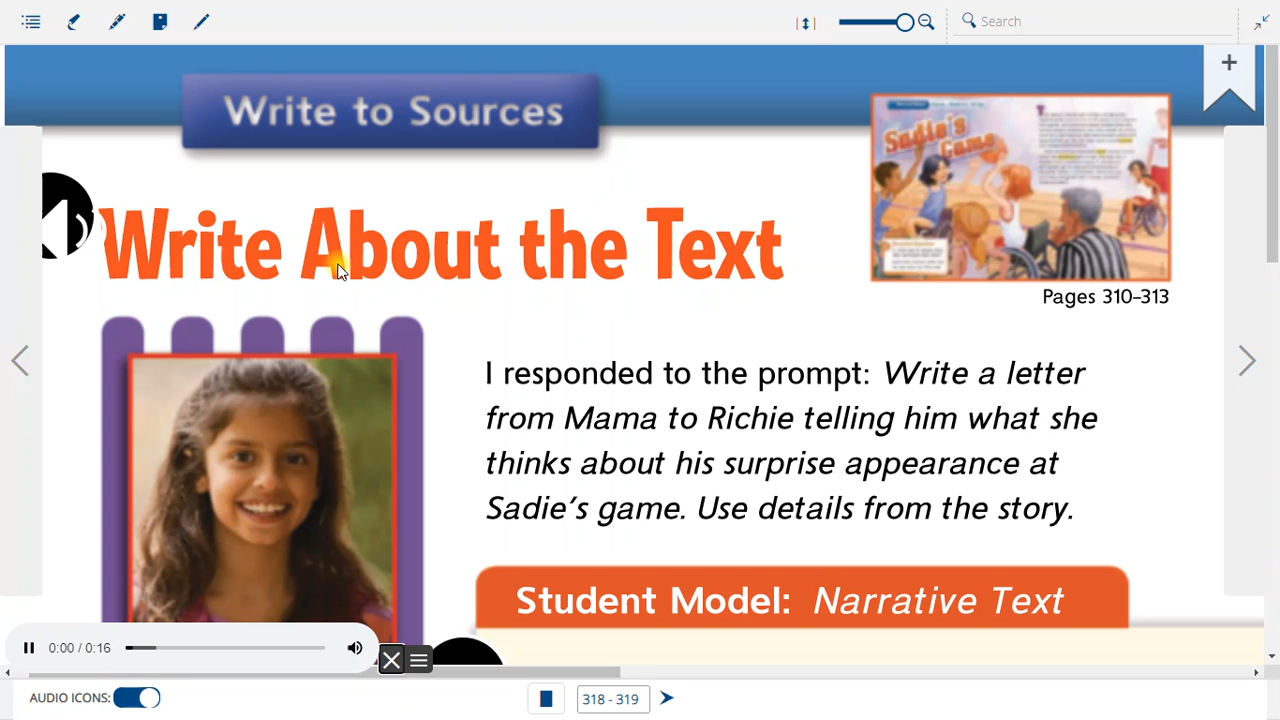 Search
Write to Sources
Sadie's
Game
Write About the Text
Pages 310–313
I responded to the prompt: Write a letter
from Mama to Richie telling him what she
thinks about his surprise appearance at
Sadie’s game. Use details from the story.
Student Model: Narrative Text
0:00 / 0:16
AUDIO ICONS:
318 - 319